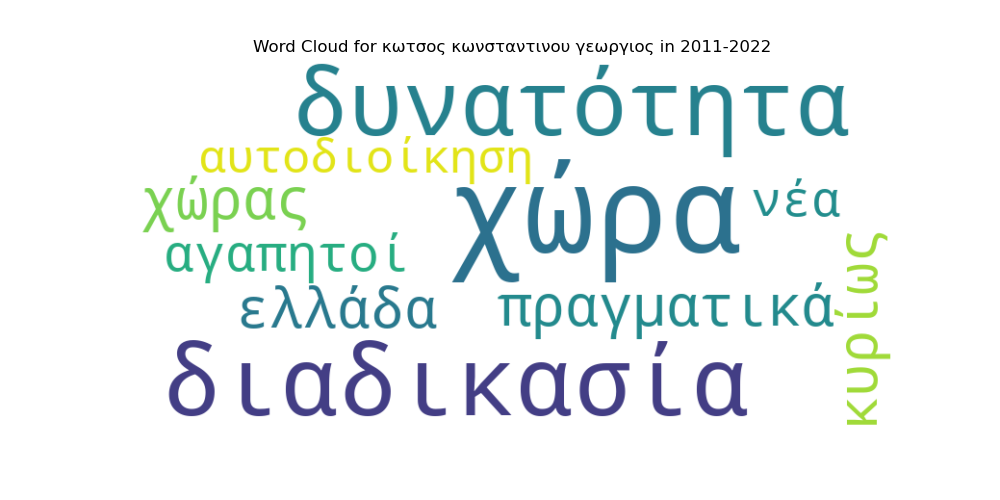 Word Cloud for κωτσος κωνσταντινου γεωργιος in 2011-2022
δυνατότητα
αυτοδιοίκηση
χώρα
νέα
χώρας
αγαπητοί
κυρίως
ελλάδα
πραγματικά
διαδικασία